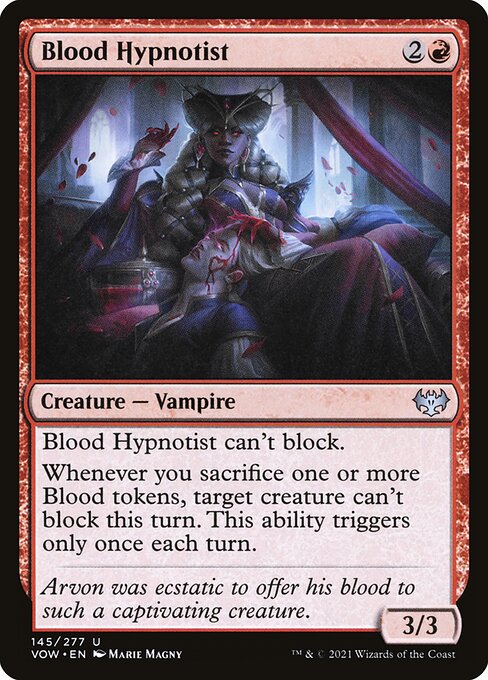 Blood Hypnotist 2
Creature — Vampire
Blood Hypnotist can't block.
Whenever you sacrifice one or more
Blood tokens, target creature can't
block this turn. This ability triggers
only once each turn.
Arvon was ecstatic to offer his blood to
such a captivating creature.
3/3
145/277 U
VOW • EN Marie Magny
™ & © 2021 Wizards of the Coast